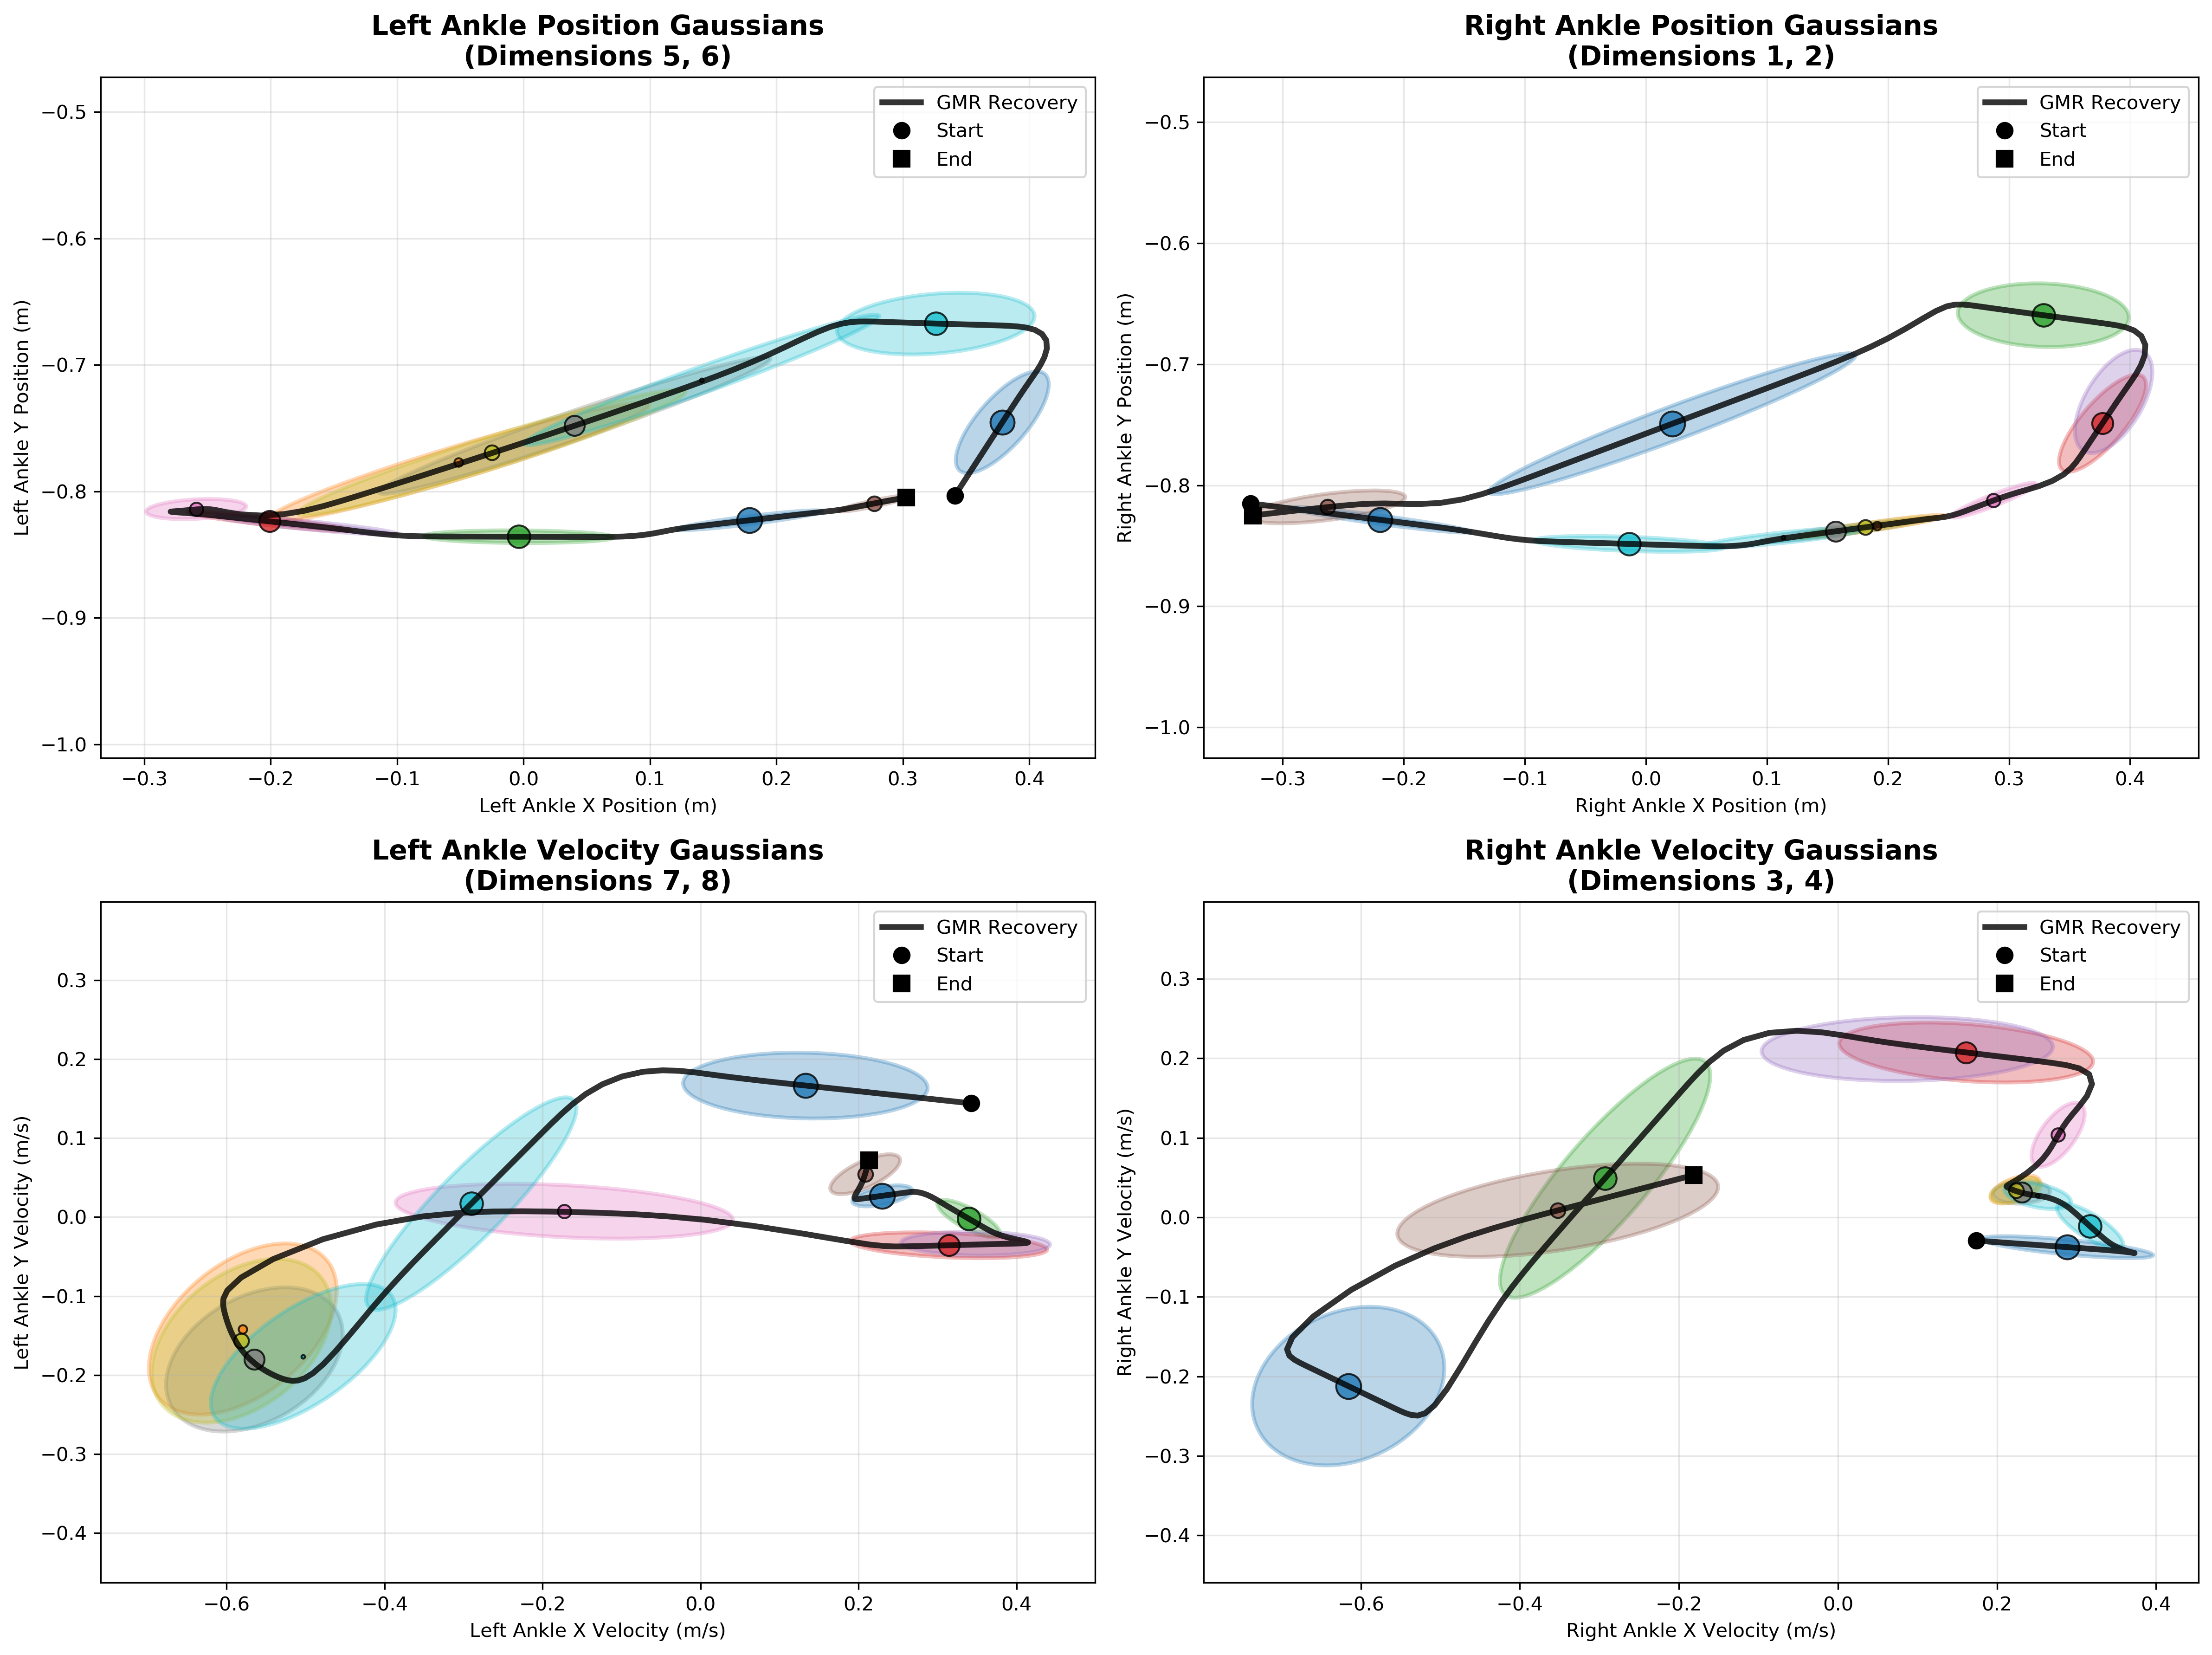 Left Ankle Position Gaussians
(Dimensions 5, 6)
GMR Recovery
Start
End
−0.5
−0.6
−0.7
−0.8
−0.9
−1.0
Left Ankle Y Position (m)
−0.3 −0.2 −0.1 0.0 0.1 0.2 0.3 0.4
Left Ankle X Position (m)
Right Ankle Position Gaussians
(Dimensions 1, 2)
GMR Recovery
Start
End
−0.5
−0.6
−0.7
−0.8
−0.9
−1.0
Right Ankle Y Position (m)
−0.3 −0.2 −0.1 0.0 0.1 0.2 0.3 0.4
Right Ankle X Position (m)
Left Ankle Velocity Gaussians
(Dimensions 7, 8)
GMR Recovery
Start
End
0.3
0.2
0.1
0.0
−0.1
−0.2
−0.3
−0.4
Left Ankle Y Velocity (m/s)
−0.6 −0.4 −0.2 0.0 0.2 0.4
Left Ankle X Velocity (m/s)
Right Ankle Velocity Gaussians
(Dimensions 3, 4)
GMR Recovery
Start
End
0.3
0.2
0.1
0.0
−0.1
−0.2
−0.3
−0.4
Right Ankle Y Velocity (m/s)
−0.6 −0.4 −0.2 0.0 0.2 0.4
Right Ankle X Velocity (m/s)